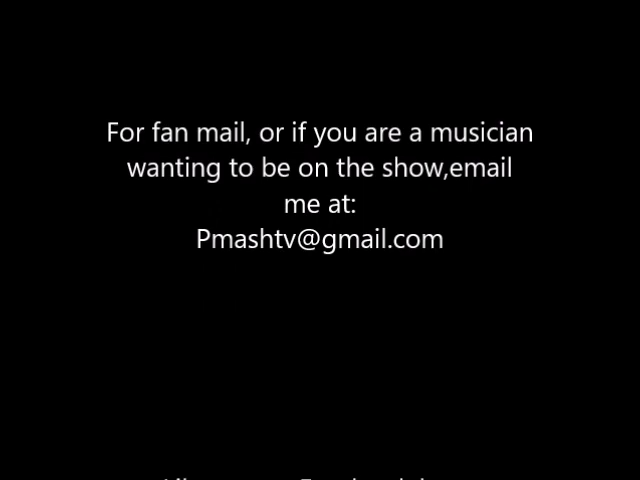 For fan mail, or if you are a musician
wanting to be on the show,email
me at:
Pmashtv@gmail.com